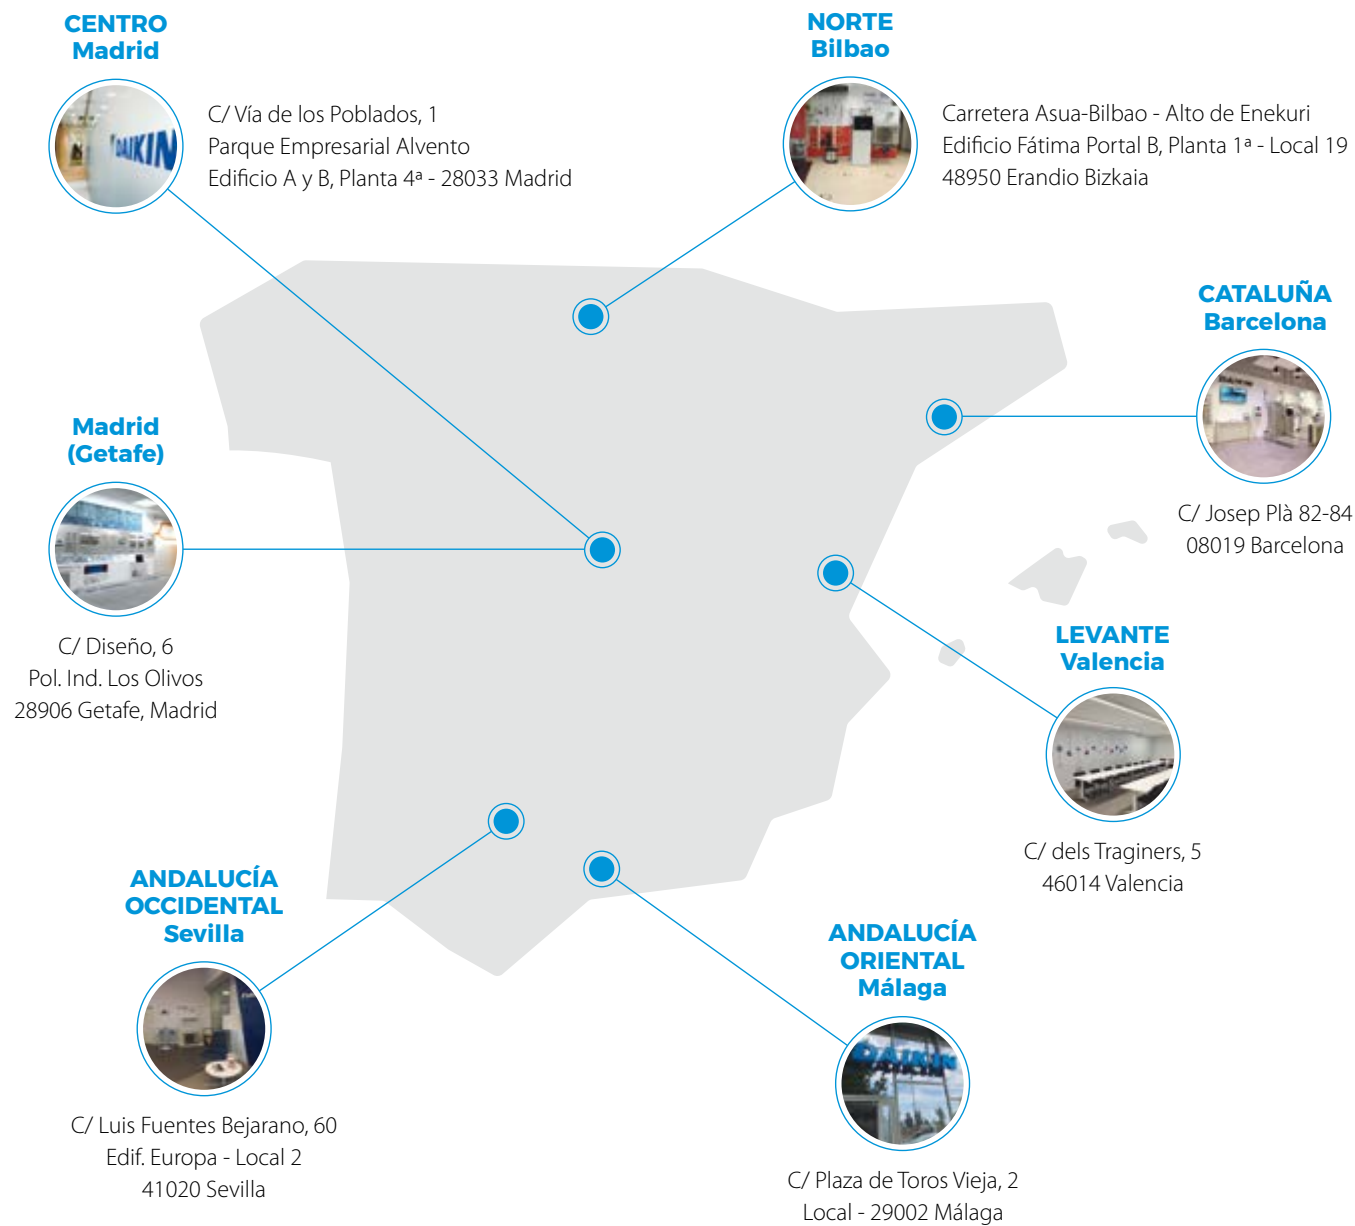 CENTRO
Madrid
DAIKIN
C/ Vía de los Poblados, 1
Parque Empresarial Alvento
Edificio A y B, Planta 4ª - 28033 Madrid
NORTE
Bilbao
Carretera Asua-Bilbao - Alto de Enekuri
Edificio Fátima Portal B, Planta 1ª - Local 19
48950 Erandio Bizkaia
CATALUÑA
Barcelona
DAIKIN
C/ Josep Plà 82-84
08019 Barcelona
Madrid
(Getafe)
C/ Diseño, 6
Pol. Ind. Los Olivos
28906 Getafe, Madrid
LEVANTE
Valencia
C/ dels Traginers, 5
46014 Valencia
ANDALUCÍA
OCCIDENTAL
Sevilla
C/ Luis Fuentes Bejarano, 60
Edif. Europa - Local 2
41020 Sevilla
ANDALUCÍA
ORIENTAL
Málaga
DAIKIN
C/ Plaza de Toros Vieja, 2
Local - 29002 Málaga